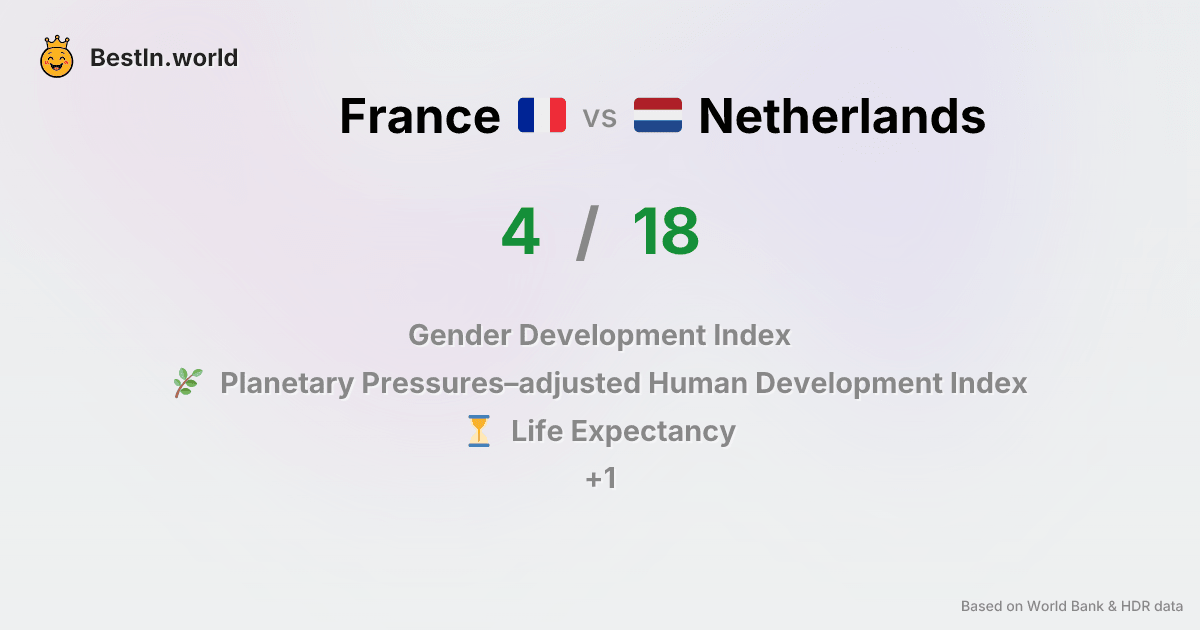 BestIn.world
France vs Netherlands
4 / 18
Gender Development Index
Planetary Pressures–adjusted Human Development Index
Life Expectancy
+1
Based on World Bank & HDR data